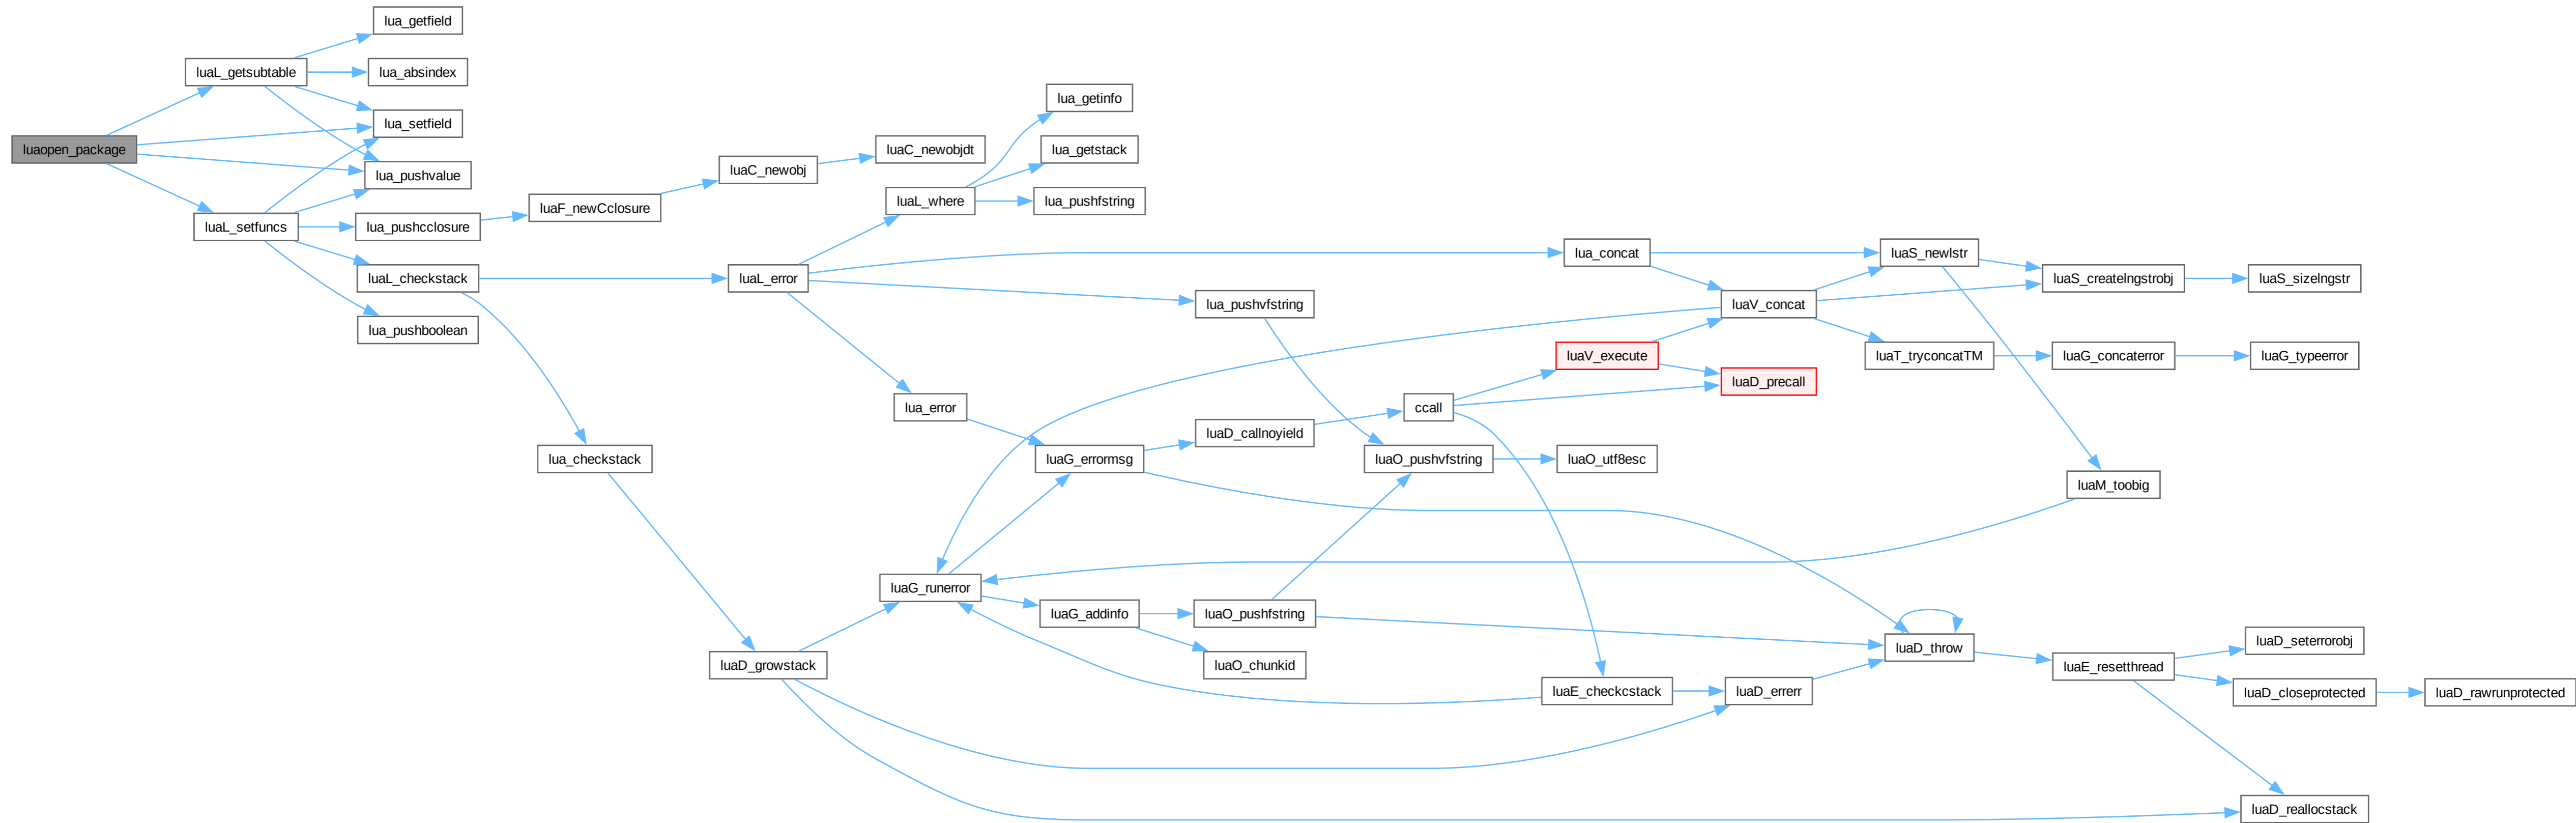 luaopen_package
luaL_getsubtable
luaL_setfuncs
lua_getfield
lua_absindex
lua_setfield
lua_pushvalue
lua_pushcclosure
luaL_checkstack
lua_pushboolean
luaF_newCclosure
lua_checkstack
luaC_newobj
luaL_error
luaD_growstack
luaC_newobjdt
luaL_where
lua_error
luaG_runerror
lua_getinfo
lua_getstack
lua_pushfstring
luaG_errormsg
luaG_addinfo
lua_pushvfstring
luaD_callnoyield
luaO_pushfstring
luaO_chunkid
ccall
luaO_pushvfstring
lua_concat
luaV_execute
luaO_utf8esc
luaE_checkcstack
luaV_concat
luaD_precall
luaD_errerr
luaS_newlstr
luaT_tryconcatTM
luaD_throw
luaS_createlngstrobj
luaG_concaterror
luaM_toobig
luaE_resetthread
luaS_sizelngstr
luaG_typeerror
luaD_seterrorobj
luaD_closeprotected
luaD_reallocstack
luaD_rawrunprotected